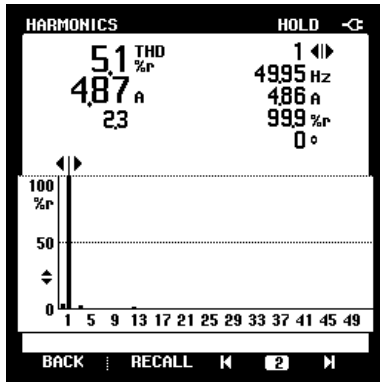 HARMONICS HOLD
5.1 THD %r
4.87 A
2.3
1
49.95 Hz
4.86 A
99.9 %r
0 °
100
%r
50
0
1 5 9 13 17 21 25 29 33 37 41 45 49
BACK RECALL 2